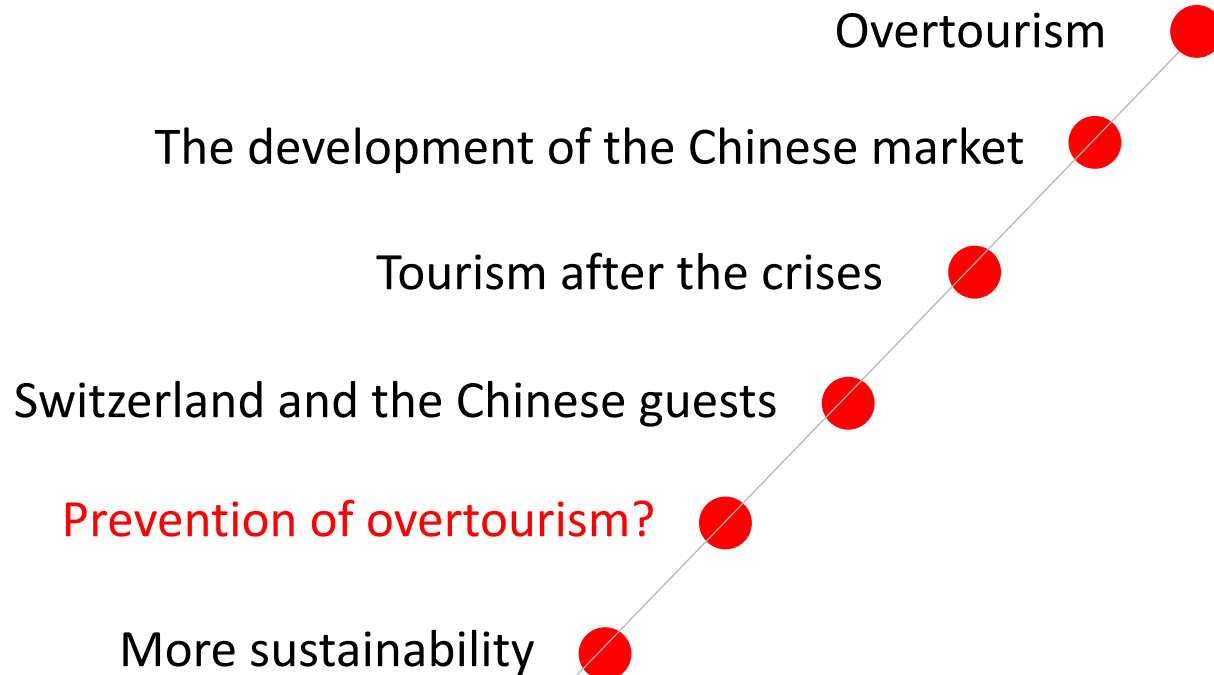 Overtourism
The development of the Chinese market
Tourism after the crises
Switzerland and the Chinese guests
Prevention of overtourism?
More sustainability